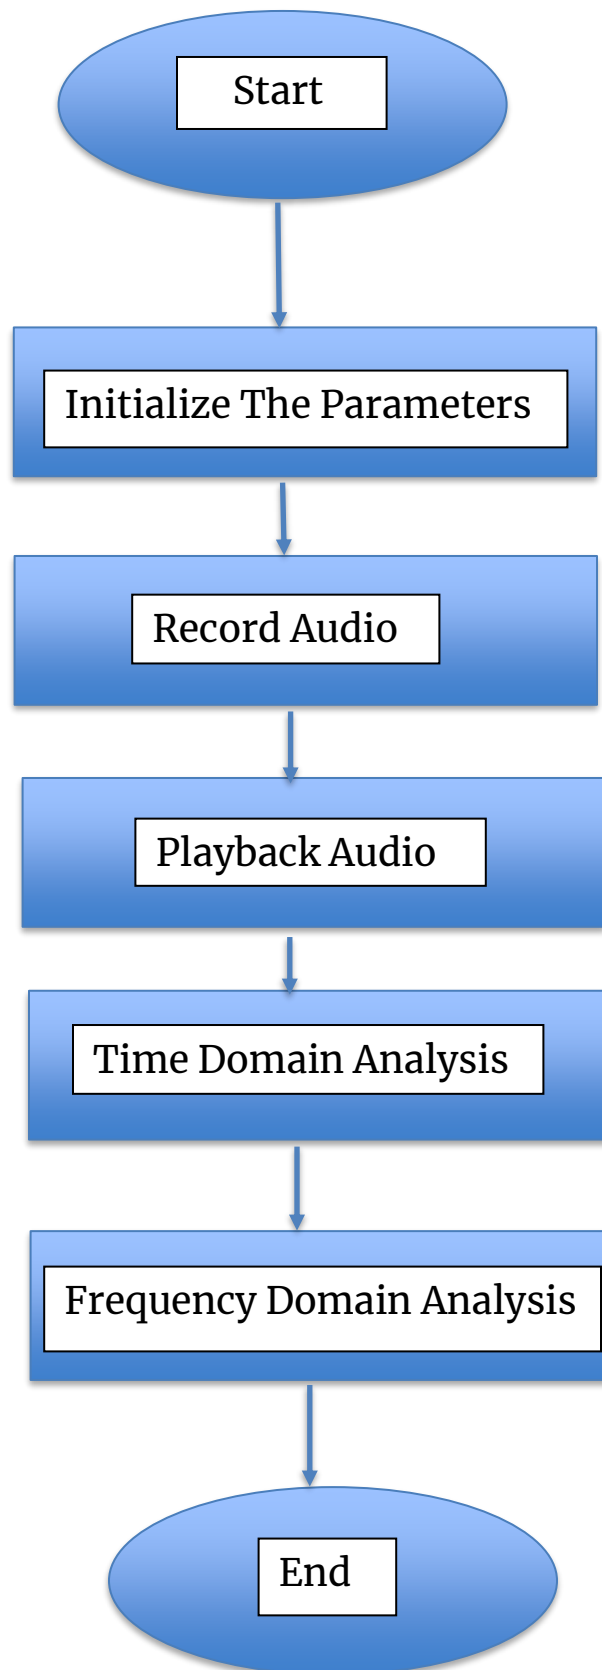 Start
Initialize The Parameters
Record Audio
Playback Audio
Time Domain Analysis
Frequency Domain Analysis
End